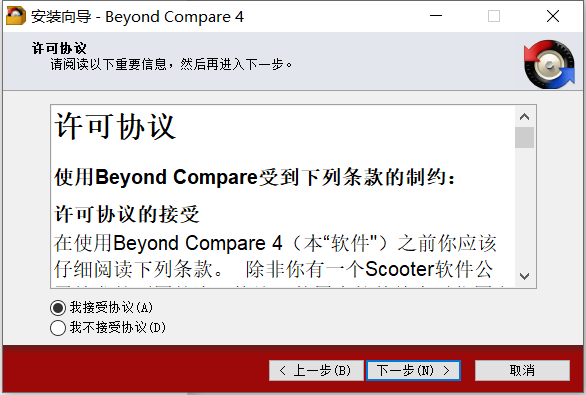 安装向导 - Beyond Compare 4
许可协议
请阅读以下重要信息，然后再进入下一步。
许可协议
使用Beyond Compare受到下列条款的制约：
许可协议的接受
在使用Beyond Compare 4（本“软件"）之前你应该
仔细阅读下列条款。 除非你有一个Scooter软件公
我接受协议(A)
我不接受协议(D)
< 上一步(B)
下一步(N) >
取消